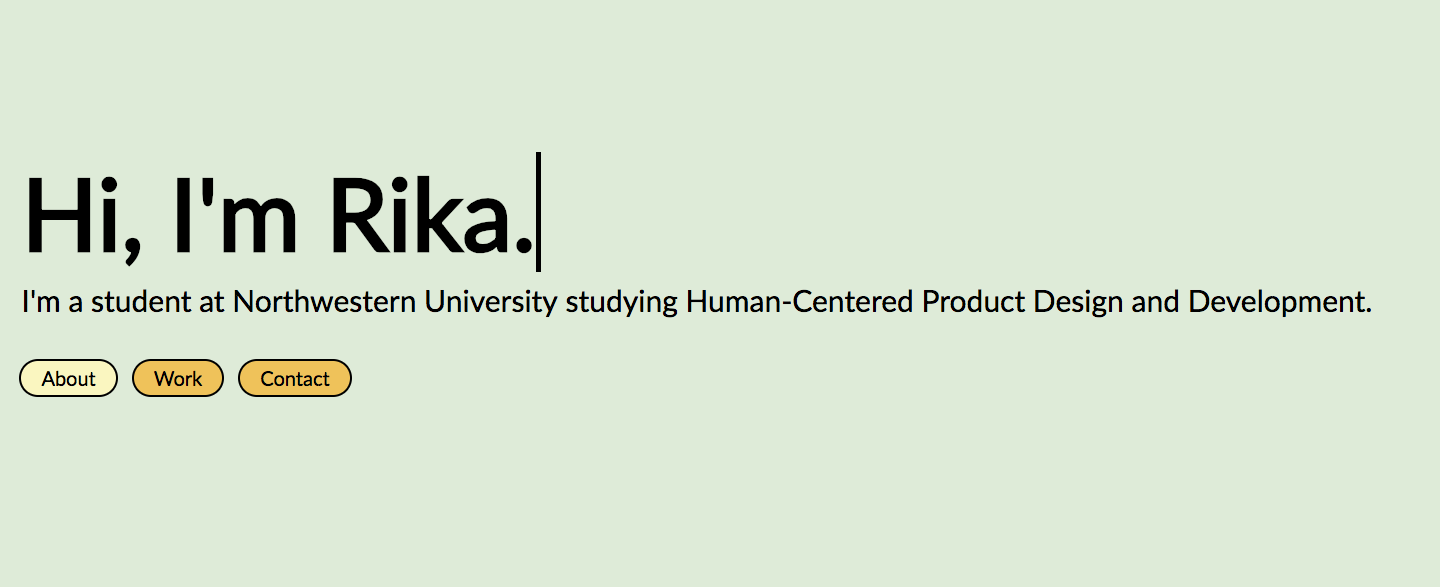 Hi, I'm Rika.
I'm a student at Northwestern University studying Human-Centered Product Design and Development.
About Work Contact